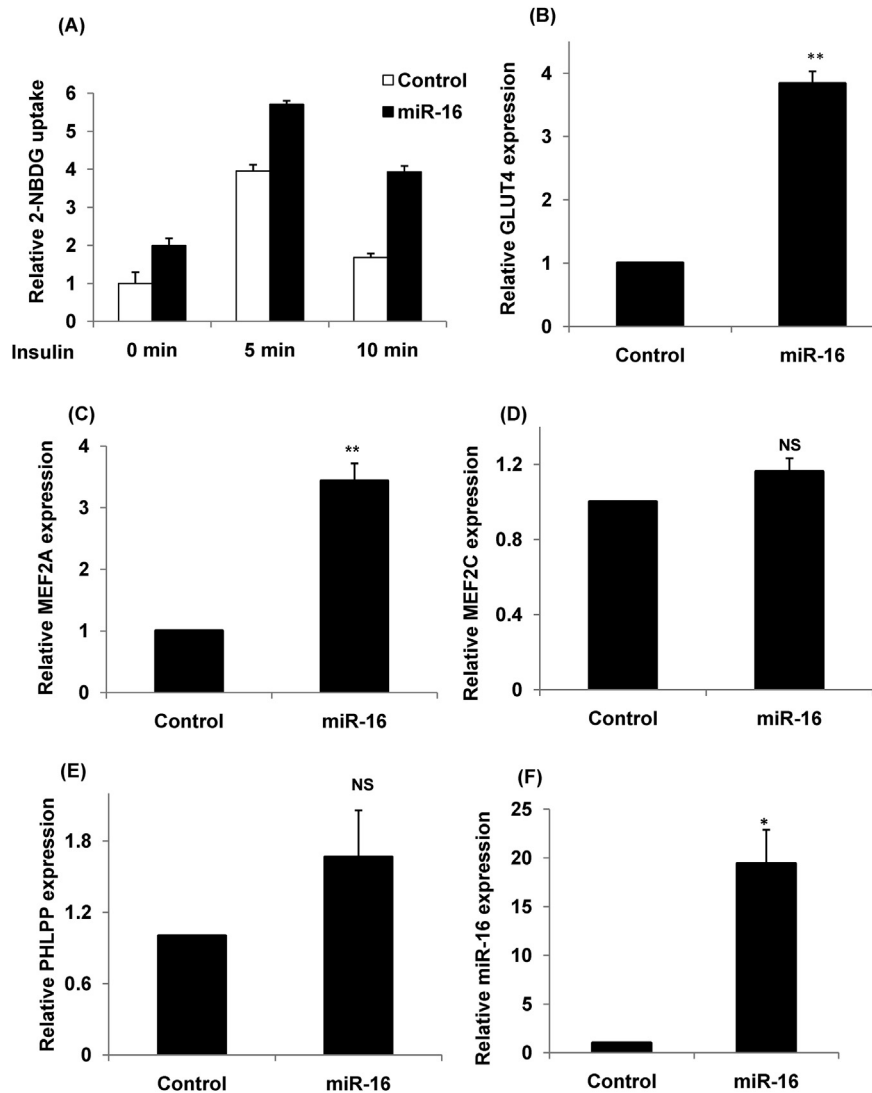 (A)
Control
miR-16
Relative 2-NBDG uptake
6
5
4
3
2
1
0
Insulin 0 min 5 min 10 min
(B)
Relative GLUT4 expression
**
4
3
2
1
0
Control miR-16
(C)
Relative MEF2A expression
**
4
3
2
1
0
Control miR-16
(D)
Relative MEF2C expression
NS
1.2
0.8
0.4
0
Control miR-16
(E)
Relative PHLPP expression
NS
1.8
1.2
0.6
0
Control miR-16
(F)
Relative miR-16 expression
*
25
20
15
10
5
0
Control miR-16